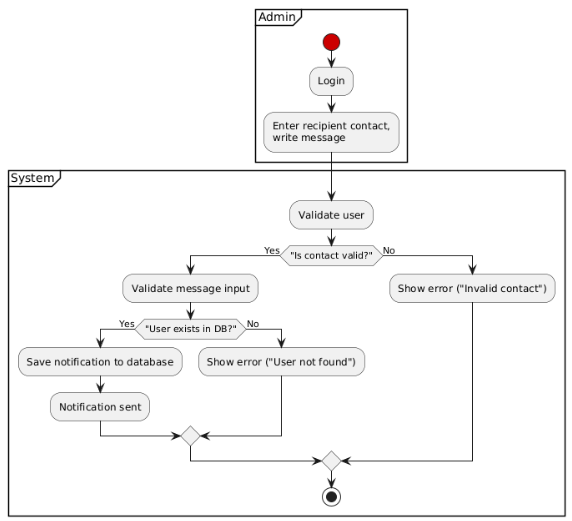 Admin
Login
Enter recipient contact,
write message
System
Validate user
Yes
"Is contact valid?"
No
Validate message input
Show error ("Invalid contact")
Yes
"User exists in DB?"
No
Save notification to database
Show error ("User not found")
Notification sent